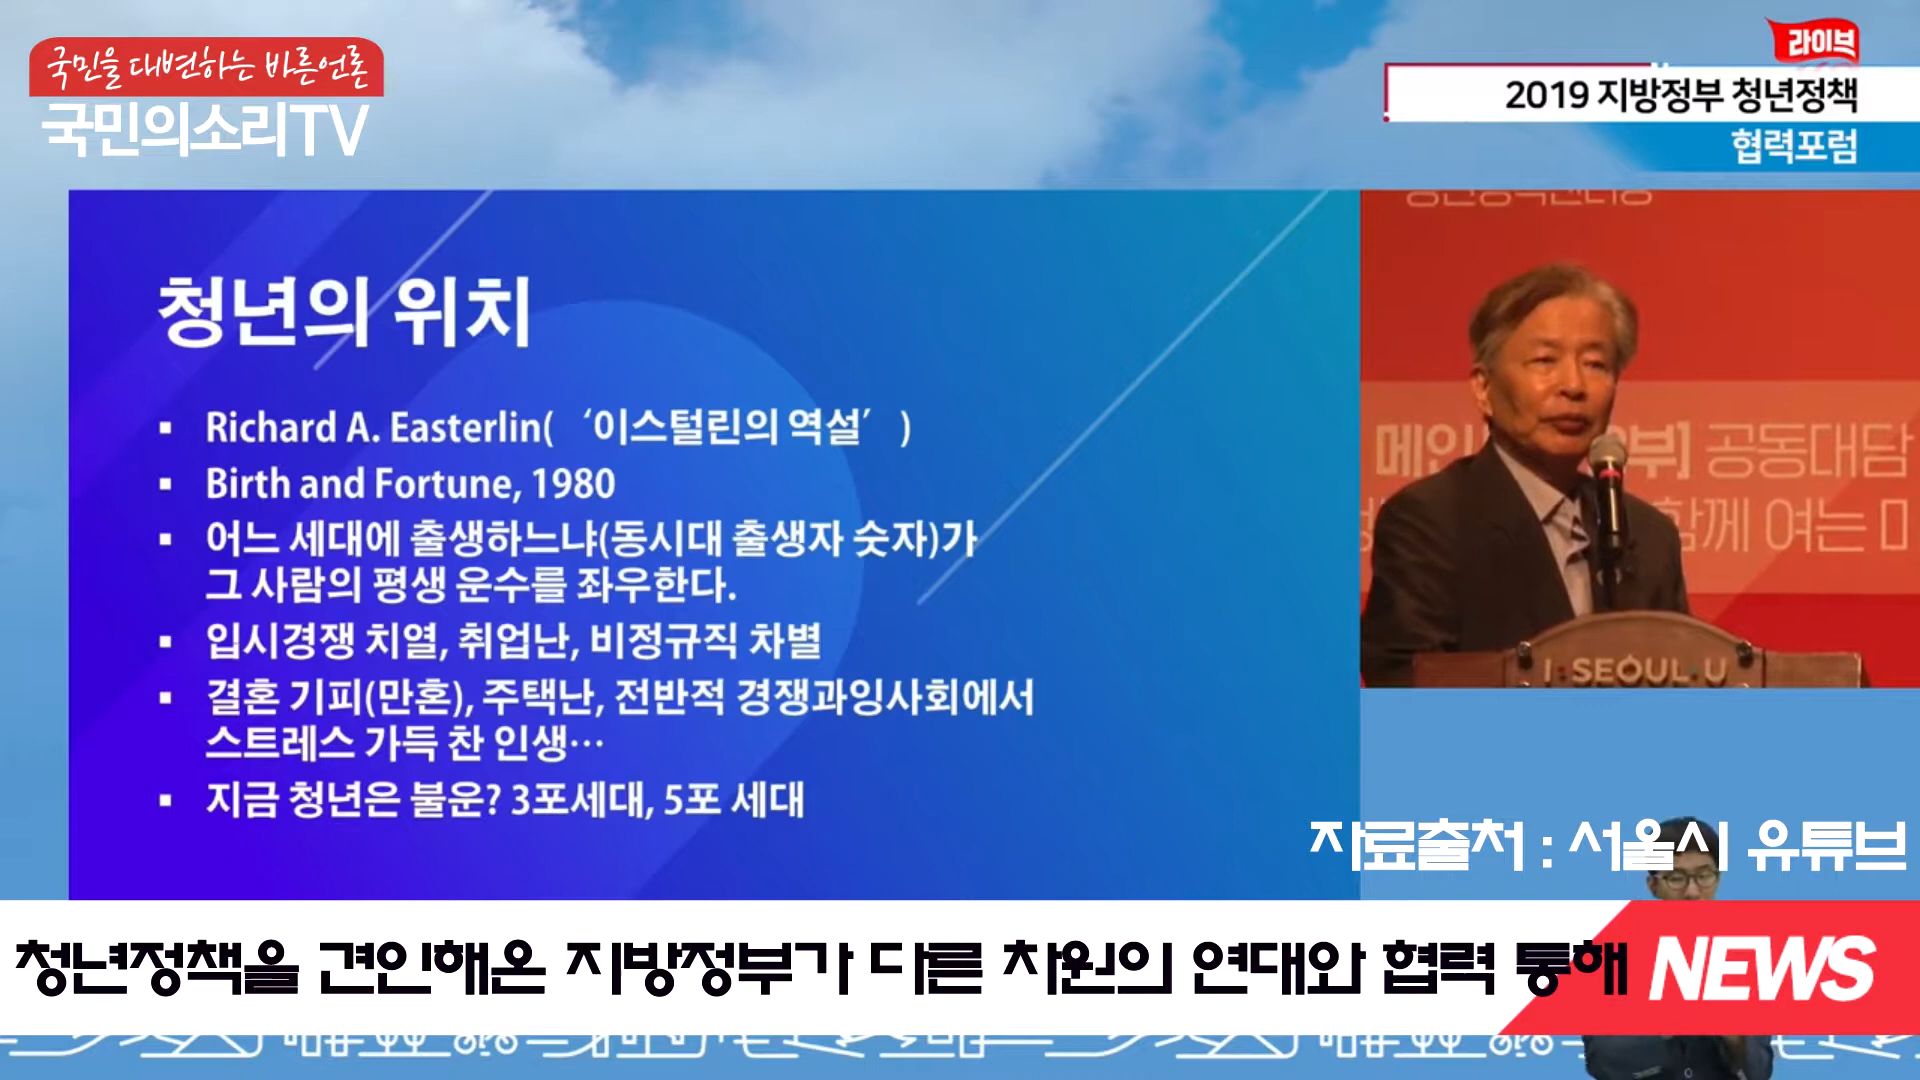 국민을 대변하는 바른언론
국민의소리TV
라이브
2019 지방정부 청년정책
협력포럼
청년의 위치
▪ Richard A. Easterlin( ‘이스털린의 역설’ )
▪ Birth and Fortune, 1980
▪ 어느 세대에 출생하느냐(동시대 출생자 숫자)가
그 사람의 평생 운수를 좌우한다.
▪ 입시경쟁 치열, 취업난, 비정규직 차별
▪ 결혼 기피(만혼), 주택난, 전반적 경쟁과잉사회에서
스트레스 가득 찬 인생…
▪ 지금 청년은 불운? 3포세대, 5포 세대
부] 공동대담
함께 여는
I·SEOUL·U
자료출처 : 서울시 유튜브
청년정책을 견인해온 지방정부가 다른 차원의 연대와 협력 통해
NEWS